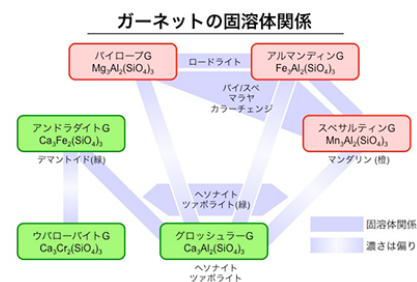 ガーネットの固溶体関係
パイロープG
Mg₃Al₂(SiO₄)₃
ロードライト
アルマンディンG
Fe₃Al₂(SiO₄)₃
パイ/スペ
マラヤ
カラーチェンジ
アンドラダイトG
Ca₃Fe₂(SiO₄)₃
デマントイド(緑)
スペサルティンG
Mn₃Al₂(SiO₄)₃
マンダリン (橙)
ヘソナイト
ツァボライト(緑)
ウバローバイトG
Ca₃Cr₂(SiO₄)₃
グロッシュラーG
Ca₃Al₂(SiO₄)₃
ヘソナイト
ツァボライト
固溶体関係
濃さは偏り